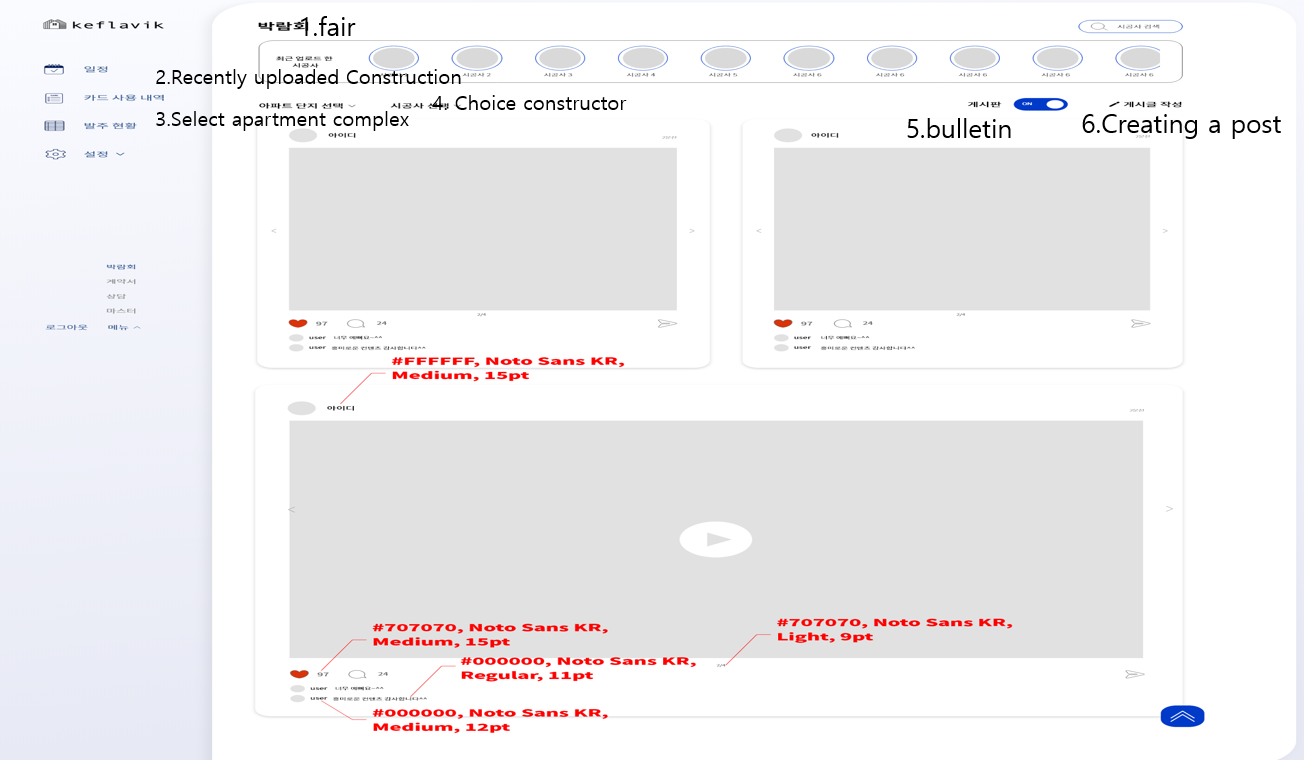 keflavik
일정
카드 사용 내역
발주 현황
설정
박람회
계약서
상담
마스터
로그아웃 메뉴
박람회
1.fair
시공사 검색
최근 업로드 한
시공사
시공사 2
시공사 3
시공사 4
시공사 5
시공사 6
시공사 6
시공사 6
시공사 6
시공사 6
2.Recently uploaded Construction
아파트 단지 선택
시공사 선택
4. Choice constructor
3.Select apartment complex
게시판 ON
게시글 작성
5.bulletin
6.Creating a post
아이디
<
>
2/4
97 24
user 너무 예뻐요~^^
user 흥미로운 컨텐츠 감사합니다^^
아이디
<
>
2/4
97 24
user 너무 예뻐요~^^
user 흥미로운 컨텐츠 감사합니다^^
#FFFFFF, Noto Sans KR,
Medium, 15pt
아이디
<
>
#707070, Noto Sans KR,
Medium, 15pt
#707070, Noto Sans KR,
Light, 9pt
2/4
#000000, Noto Sans KR,
Regular, 11pt
97 24
user 너무 예뻐요~^^
user 흥미로운 컨텐츠 감사합니다^^
#000000, Noto Sans KR,
Medium, 12pt